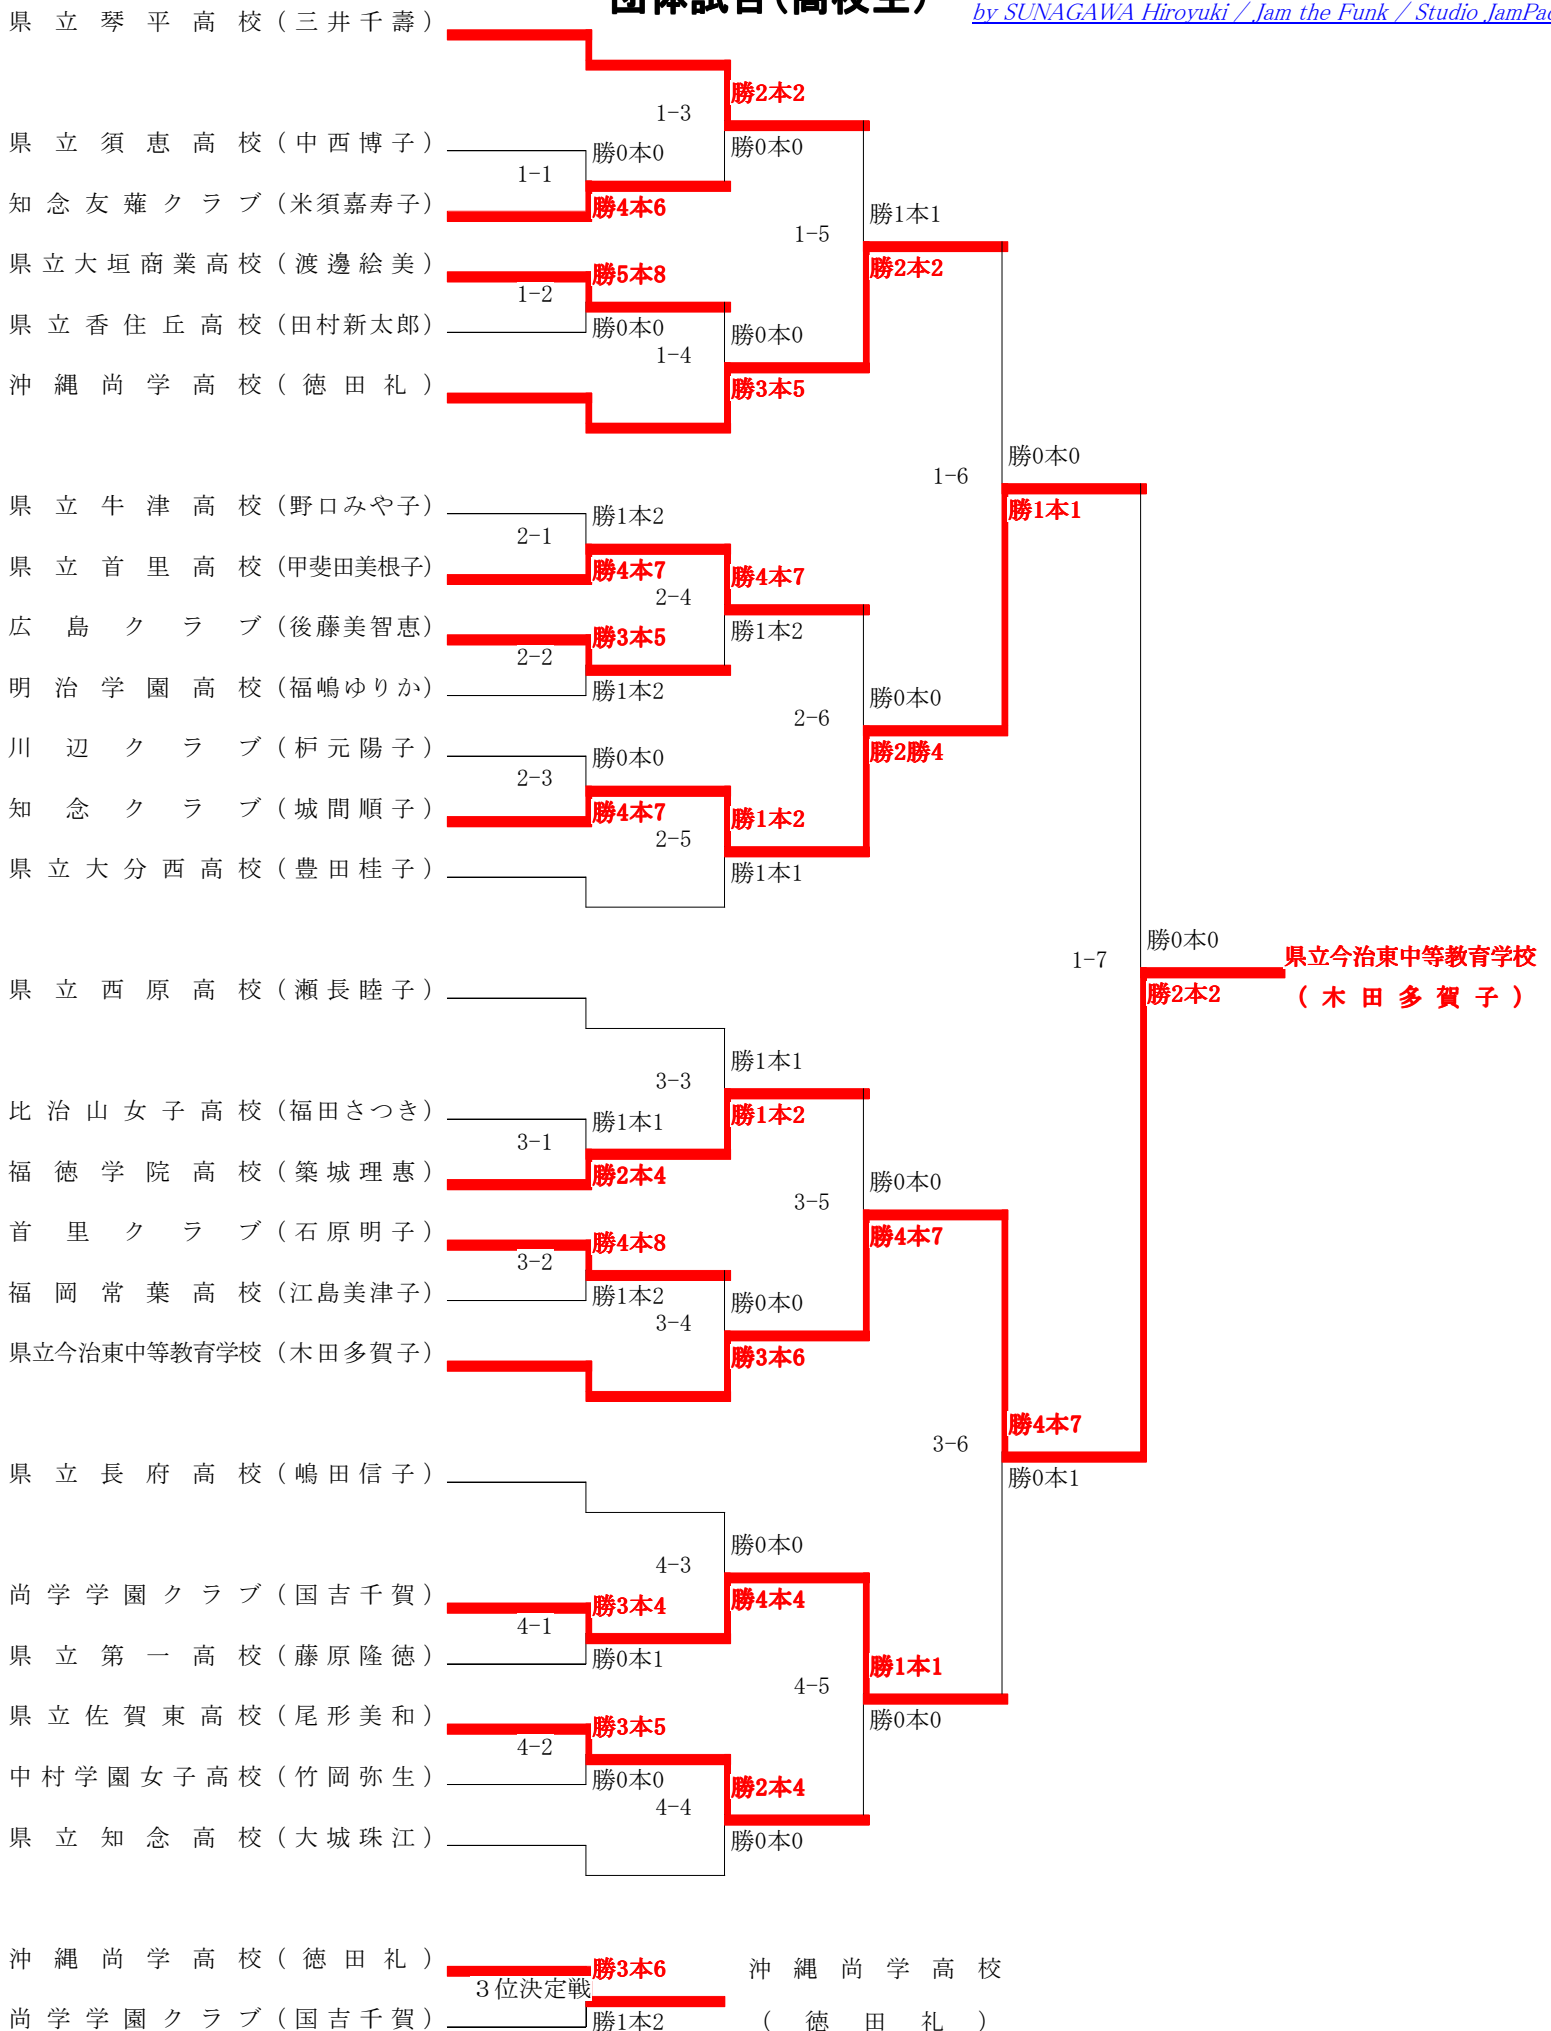 団体試合（高校生）
by SUNAGAWA Hiroyuki / Jam the Funk / Studio JamPac
県立琴平高校（三井千壽）
勝2本2
1-3
県立須恵高校（中西博子）
勝0本0
勝0本0
1-1
知念友薙クラブ（米須嘉寿子）
勝4本6
勝1本1
1-5
県立大垣商業高校（渡邊絵美）
勝5本8
勝2本2
1-2
県立香住丘高校（田村新太郎）
勝0本0
勝0本0
1-4
沖縄尚学高校（徳田礼）
勝3本5
勝0本0
1-6
県立牛津高校（野口みや子）
勝1本2
勝1本1
2-1
県立首里高校（甲斐田美根子）
勝4本7
勝4本7
2-4
広島クラブ（後藤美智恵）
勝3本5
勝1本2
2-2
明治学園高校（福嶋ゆりか）
勝1本2
勝0本0
2-6
川辺クラブ（枦元陽子）
勝0本0
勝2勝4
2-3
知念クラブ（城間順子）
勝4本7
勝1本2
2-5
県立大分西高校（豊田桂子）
勝1本1
勝0本0
1-7
県立今治東中等教育学校
県立西原高校（瀬長睦子）
勝2本2
（木田多賀子）
勝1本1
3-3
比治山女子高校（福田さつき）
勝1本1
勝1本2
3-1
福徳学院高校（築城理惠）
勝2本4
勝0本0
3-5
首里クラブ（石原明子）
勝4本8
勝4本7
3-2
福岡常葉高校（江島美津子）
勝1本2
勝0本0
3-4
県立今治東中等教育学校（木田多賀子）
勝3本6
勝4本7
3-6
県立長府高校（嶋田信子）
勝0本1
勝0本0
4-3
尚学学園クラブ（国吉千賀）
勝3本4
勝4本4
4-1
県立第一高校（藤原隆徳）
勝0本1
勝1本1
4-5
県立佐賀東高校（尾形美和）
勝3本5
勝0本0
4-2
中村学園女子高校（竹岡弥生）
勝0本0
勝2本4
4-4
県立知念高校（大城珠江）
勝0本0
沖縄尚学高校（徳田礼）
勝3本6
沖縄尚学高校
３位決定戦
尚学学園クラブ（国吉千賀）
勝1本2
（徳田礼）